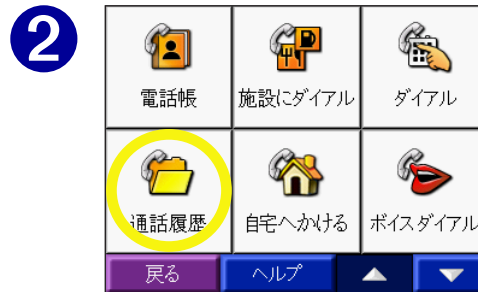 2
電話帳
施設にダイアル
ダイアル
通話履歴
自宅へかける
ボイスダイアル
戻る
ヘルプ